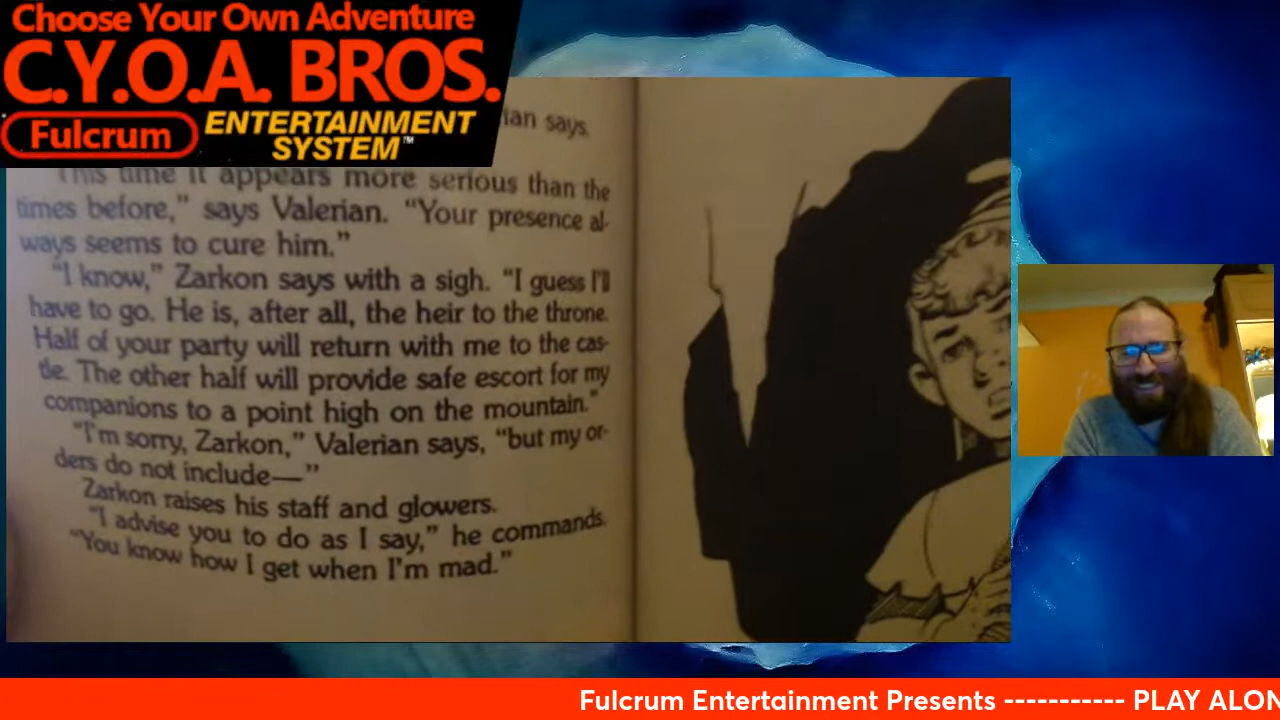 Choose Your Own Adventure
C.Y.O.A. BROS.
Fulcrum
ENTERTAINMENT
SYSTEM™
says.
This time it appears more serious than the
times before,” says Valerian. “Your presence al-
ways seems to cure him.”
“I know,” Zarkon says with a sigh. “I guess I'll
have to go. He is, after all, the heir to the throne.
Half of your party will return with me to the cas-
tle. The other half will provide safe escort for my
companions to a point high on the mountain.”
“I'm sorry, Zarkon,” Valerian says, “but my or-
ders do not include—”
Zarkon raises his staff and glowers.
“I advise you to do as I say,” he commands.
“You know how I get when I'm mad.”
Fulcrum Entertainment Presents ----------- PLAY ALON